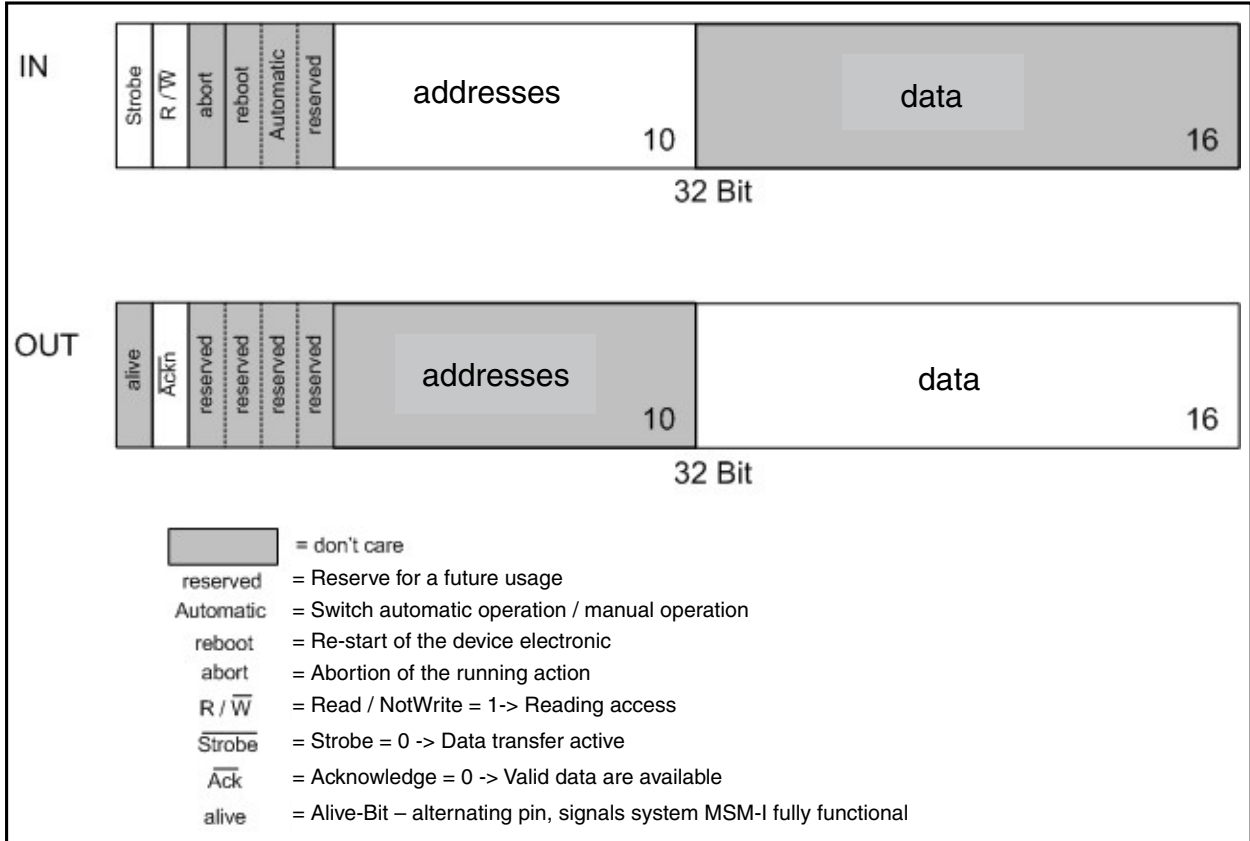 IN
Strobe
R / W̅
abort
reboot
Automatic
reserved
addresses
10
data
16
32 Bit
OUT
alive
A̅c̅k̅n̅
reserved
reserved
reserved
reserved
addresses
10
data
16
32 Bit
= don't care
reserved = Reserve for a future usage
Automatic = Switch automatic operation / manual operation
reboot = Re-start of the device electronic
abort = Abortion of the running action
R / W̅ = Read / NotWrite = 1-> Reading access
S̅t̅r̅o̅b̅e̅ = Strobe = 0 -> Data transfer active
A̅c̅k̅ = Acknowledge = 0 -> Valid data are available
alive = Alive-Bit – alternating pin, signals system MSM-I fully functional